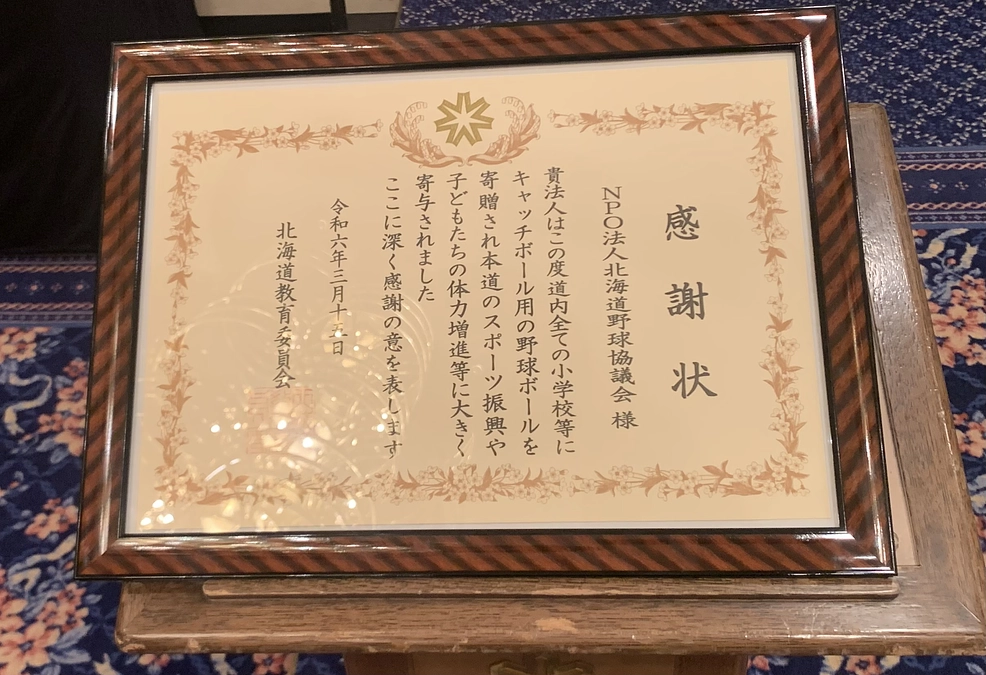 感謝状
NPO法人北海道野球協議会 様
貴法人はこの度道内全ての小学校等に
キャッチボール用の野球ボールを
寄贈され本道のスポーツ振興や
子どもたちの体力増進等に大きく
寄与されました
ここに深く感謝の意を表します
令和六年三月十五日
北海道教育委員会